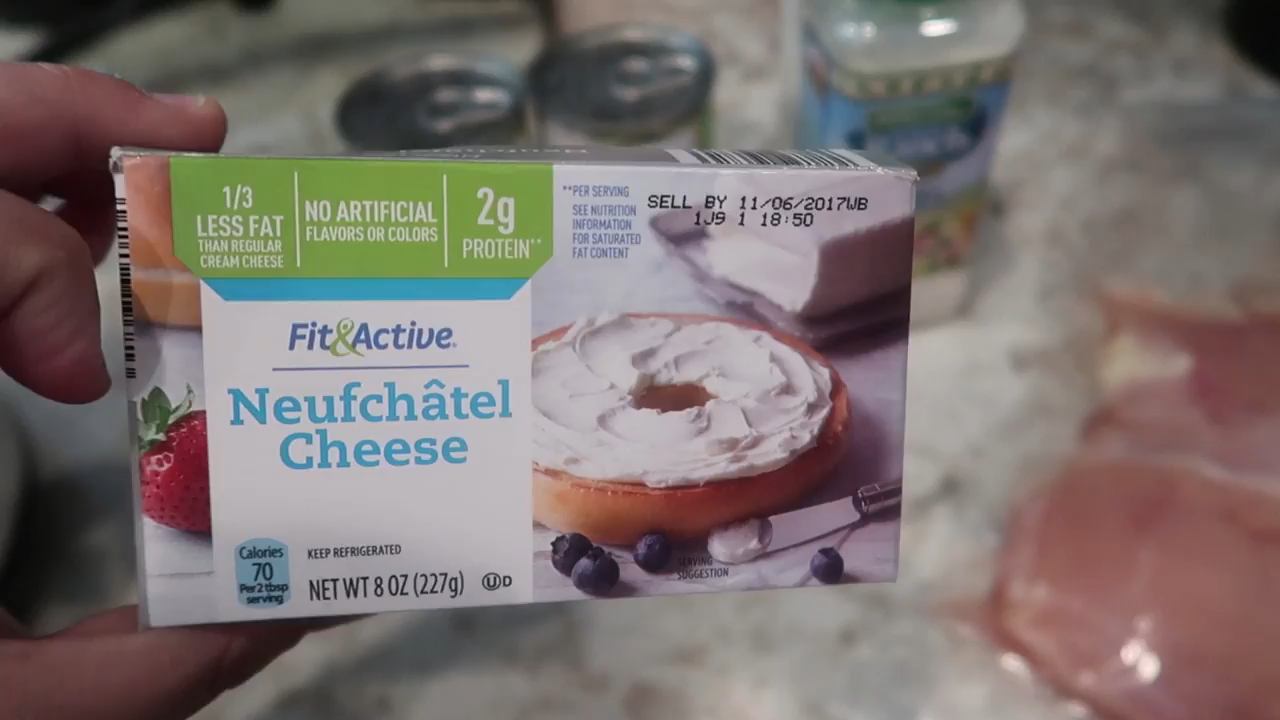 1/3
LESS FAT
THAN REGULAR
CREAM CHEESE
NO ARTIFICIAL
FLAVORS OR COLORS
2g
PROTEIN**
**PER SERVING
SEE NUTRITION
INFORMATION
FOR SATURATED
FAT CONTENT
SELL BY 11/06/2017WB
1J9 1 18:50
Fit&Active®
Neufchâtel
Cheese
Calories
70
Per 2 tbsp
serving
KEEP REFRIGERATED
NET WT 8 OZ (227g)
U D
SERVING
SUGGESTION